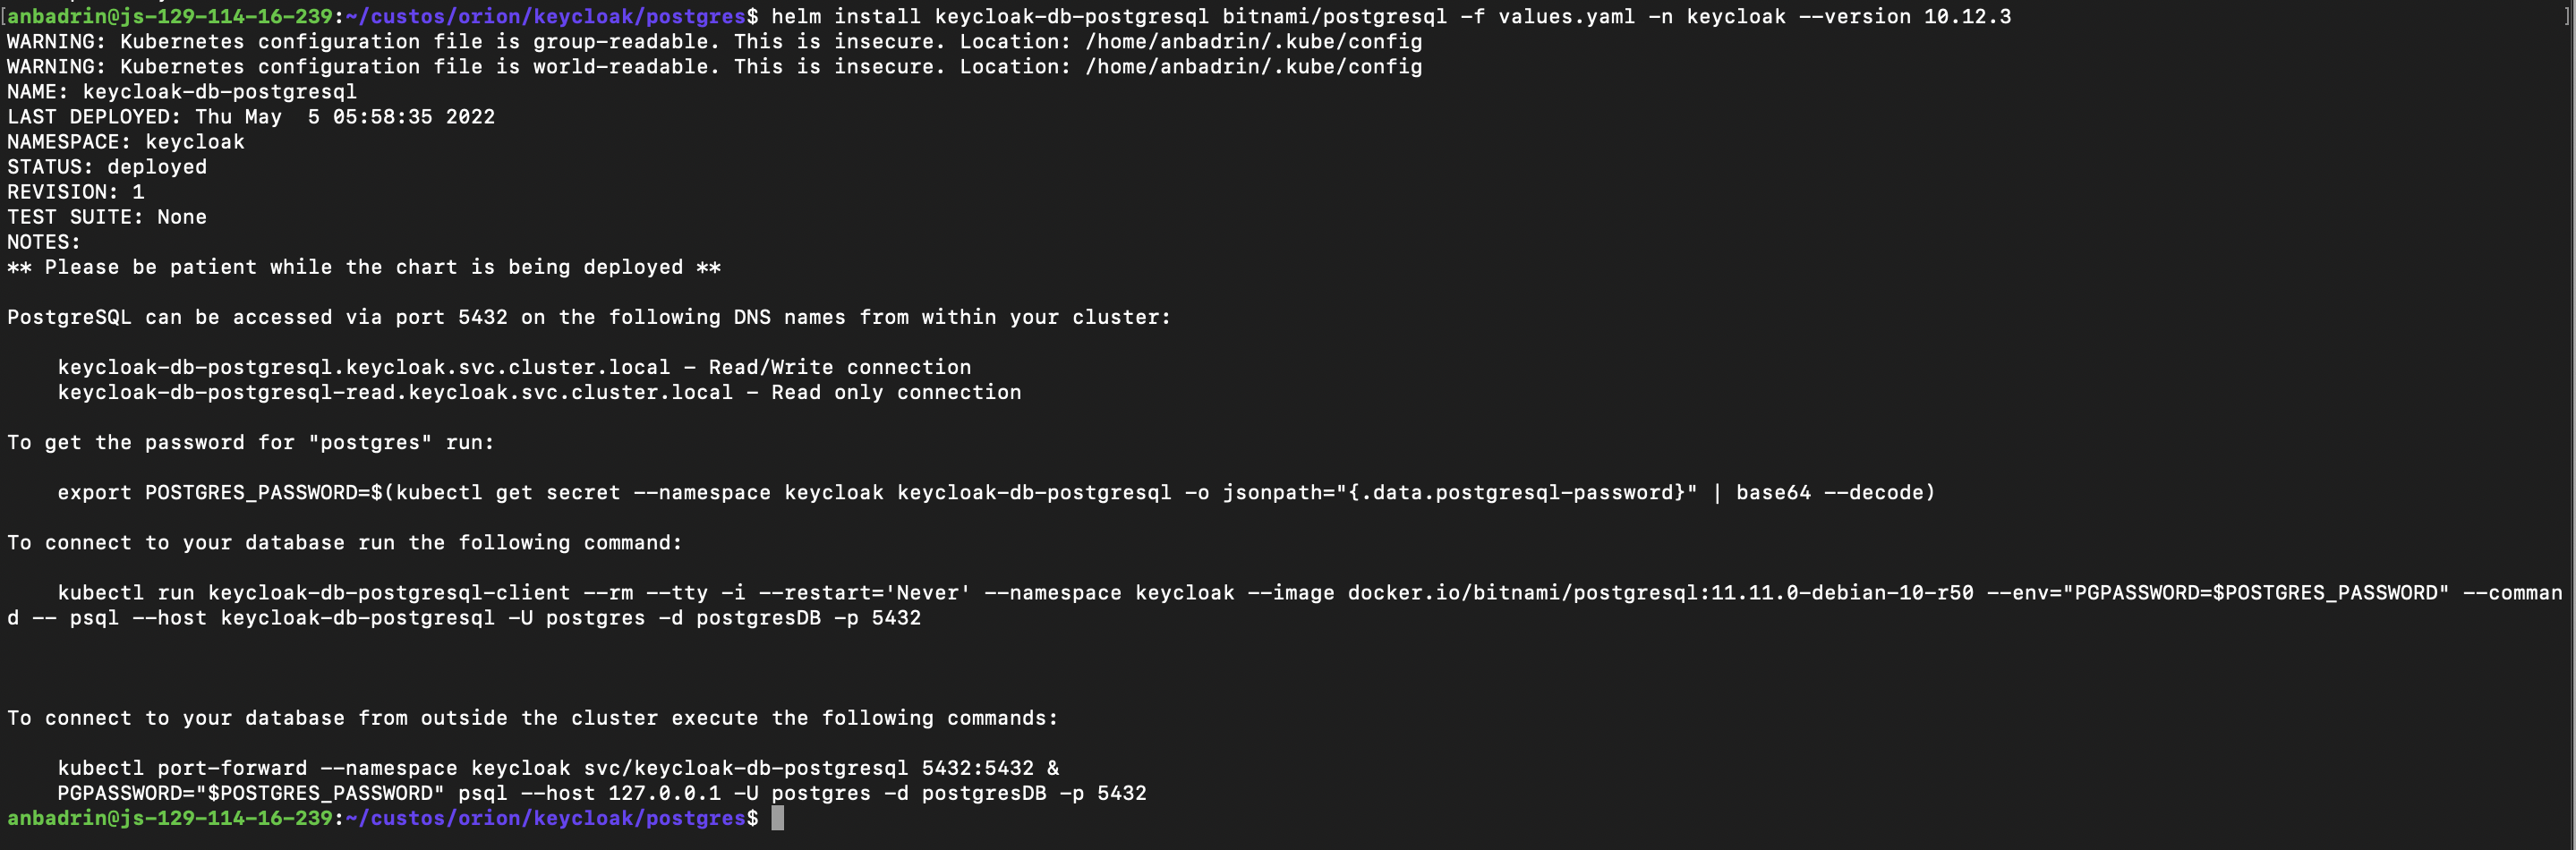 [anbadrin@js-129-114-16-239:~/custos/orion/keycloak/postgres$ helm install keycloak-db-postgresql bitnami/postgresql -f values.yaml -n keycloak --version 10.12.3 ]
WARNING: Kubernetes configuration file is group-readable. This is insecure. Location: /home/anbadrin/.kube/config
WARNING: Kubernetes configuration file is world-readable. This is insecure. Location: /home/anbadrin/.kube/config
NAME: keycloak-db-postgresql
LAST DEPLOYED: Thu May  5 05:58:35 2022
NAMESPACE: keycloak
STATUS: deployed
REVISION: 1
TEST SUITE: None
NOTES:
** Please be patient while the chart is being deployed **
PostgreSQL can be accessed via port 5432 on the following DNS names from within your cluster:
    keycloak-db-postgresql.keycloak.svc.cluster.local - Read/Write connection
    keycloak-db-postgresql-read.keycloak.svc.cluster.local - Read only connection
To get the password for "postgres" run:
    export POSTGRES_PASSWORD=$(kubectl get secret --namespace keycloak keycloak-db-postgresql -o jsonpath="{.data.postgresql-password}" | base64 --decode)
To connect to your database run the following command:
    kubectl run keycloak-db-postgresql-client --rm --tty -i --restart='Never' --namespace keycloak --image docker.io/bitnami/postgresql:11.11.0-debian-10-r50 --env="PGPASSWORD=$POSTGRES_PASSWORD" --comman
d -- psql --host keycloak-db-postgresql -U postgres -d postgresDB -p 5432
To connect to your database from outside the cluster execute the following commands:
    kubectl port-forward --namespace keycloak svc/keycloak-db-postgresql 5432:5432 &
    PGPASSWORD="$POSTGRES_PASSWORD" psql --host 127.0.0.1 -U postgres -d postgresDB -p 5432
anbadrin@js-129-114-16-239:~/custos/orion/keycloak/postgres$